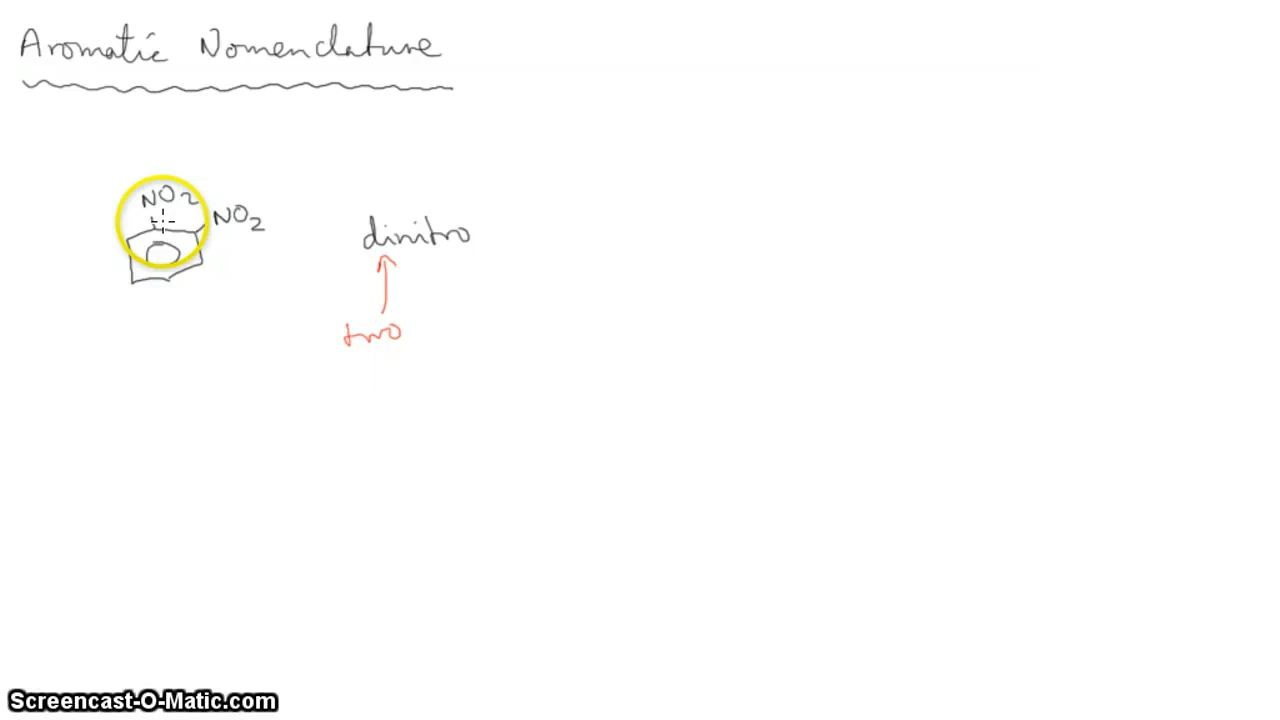 Aromatic Nomenclature
NO2
NO2
dinitro
two
Screencast-O-Matic.com